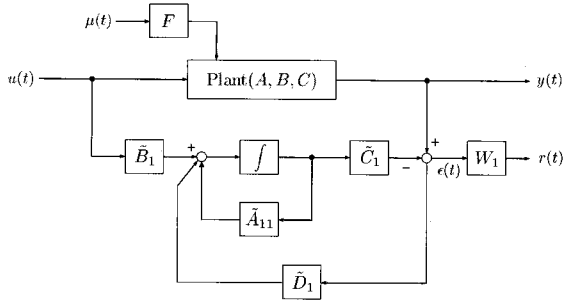 μ(t) F
u(t) Plant(A, B, C) y(t)
B̃₁ + ∫ C̃₁ − + ϵ(t) W₁ r(t)
Ã₁₁
D̃₁